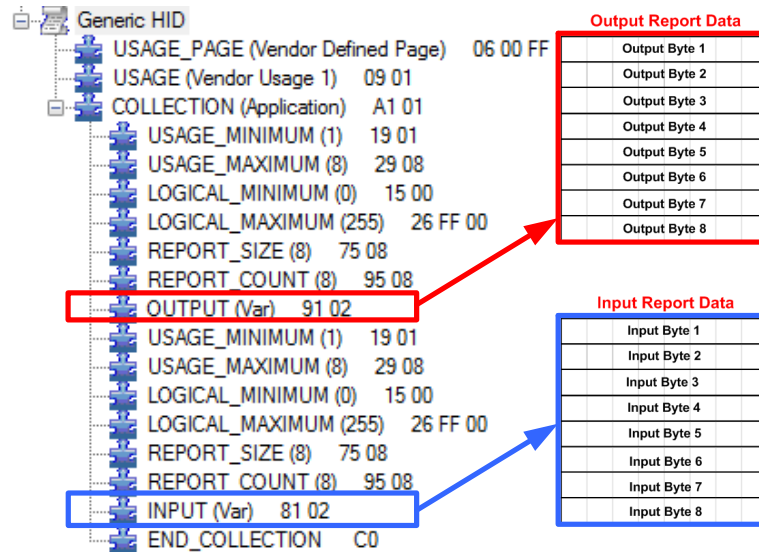 Generic HID
USAGE_PAGE (Vendor Defined Page) 06 00 FF
USAGE (Vendor Usage 1) 09 01
COLLECTION (Application) A1 01
USAGE_MINIMUM (1) 19 01
USAGE_MAXIMUM (8) 29 08
LOGICAL_MINIMUM (0) 15 00
LOGICAL_MAXIMUM (255) 26 FF 00
REPORT_SIZE (8) 75 08
REPORT_COUNT (8) 95 08
OUTPUT (Var) 91 02
USAGE_MINIMUM (1) 19 01
USAGE_MAXIMUM (8) 29 08
LOGICAL_MINIMUM (0) 15 00
LOGICAL_MAXIMUM (255) 26 FF 00
REPORT_SIZE (8) 75 08
REPORT_COUNT (8) 95 08
INPUT (Var) 81 02
END_COLLECTION C0
Output Report Data
Output Byte 1
Output Byte 2
Output Byte 3
Output Byte 4
Output Byte 5
Output Byte 6
Output Byte 7
Output Byte 8
Input Report Data
Input Byte 1
Input Byte 2
Input Byte 3
Input Byte 4
Input Byte 5
Input Byte 6
Input Byte 7
Input Byte 8